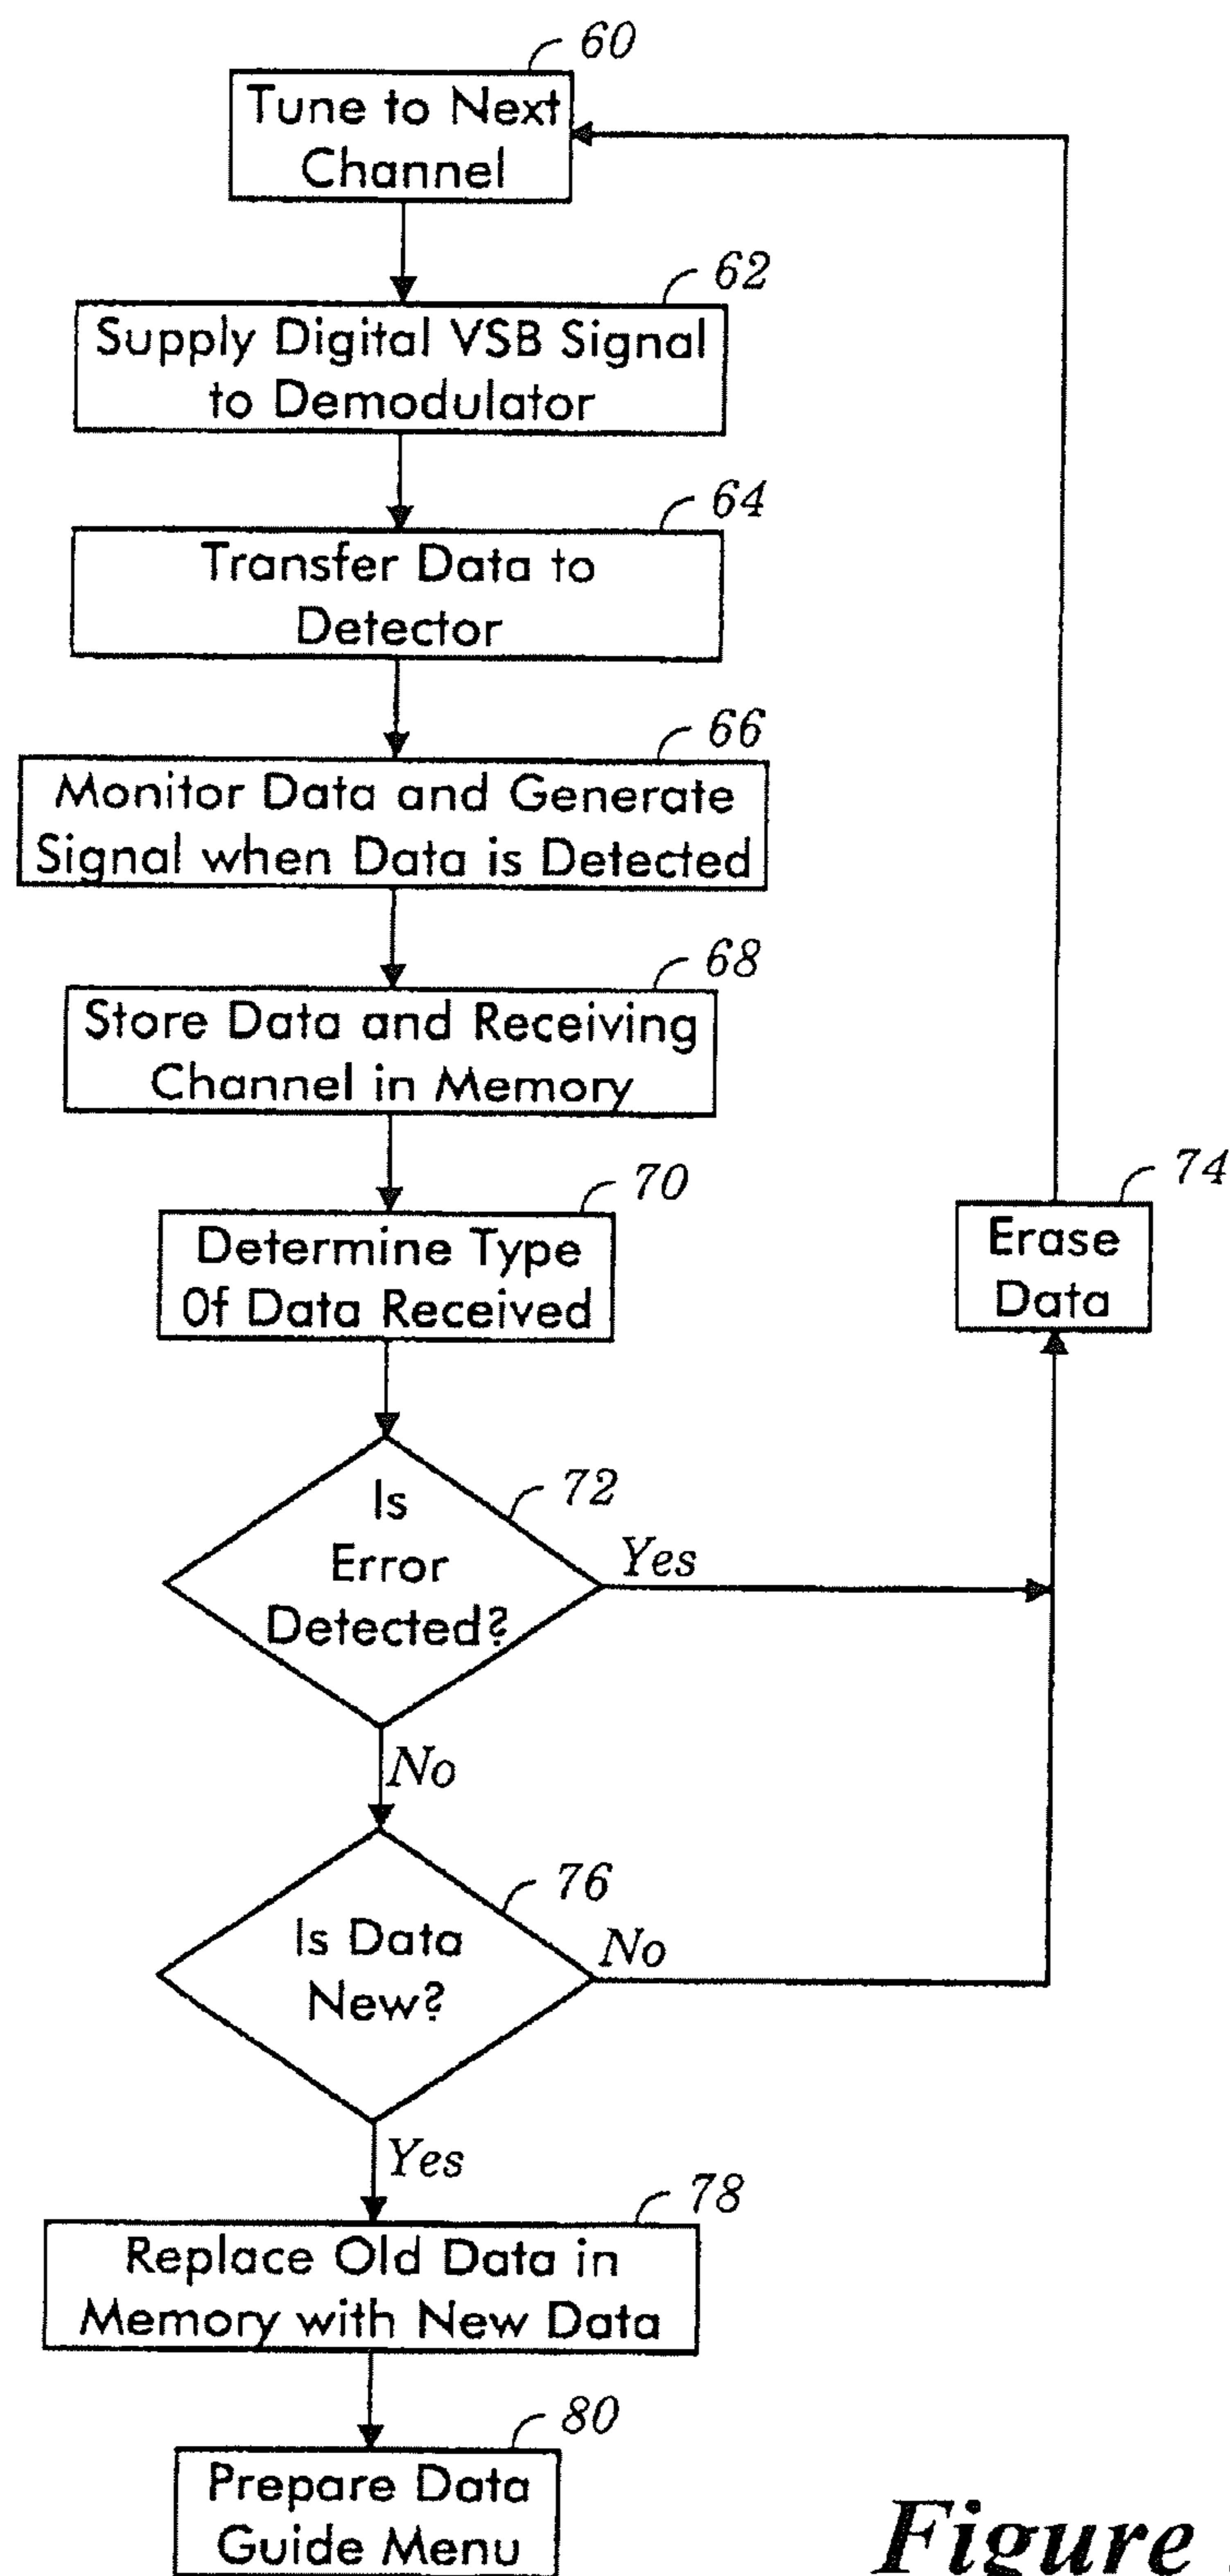 60
Tune to Next
Channel
62
Supply Digital VSB Signal
to Demodulator
64
Transfer Data to
Detector
66
Monitor Data and Generate
Signal when Data is Detected
68
Store Data and Receiving
Channel in Memory
70
Determine Type
Of Data Received
74
Erase
Data
72
Is
Error
Detected?
Yes
No
76
Is Data
New?
No
Yes
78
Replace Old Data in
Memory with New Data
80
Prepare Data
Guide Menu
Figure